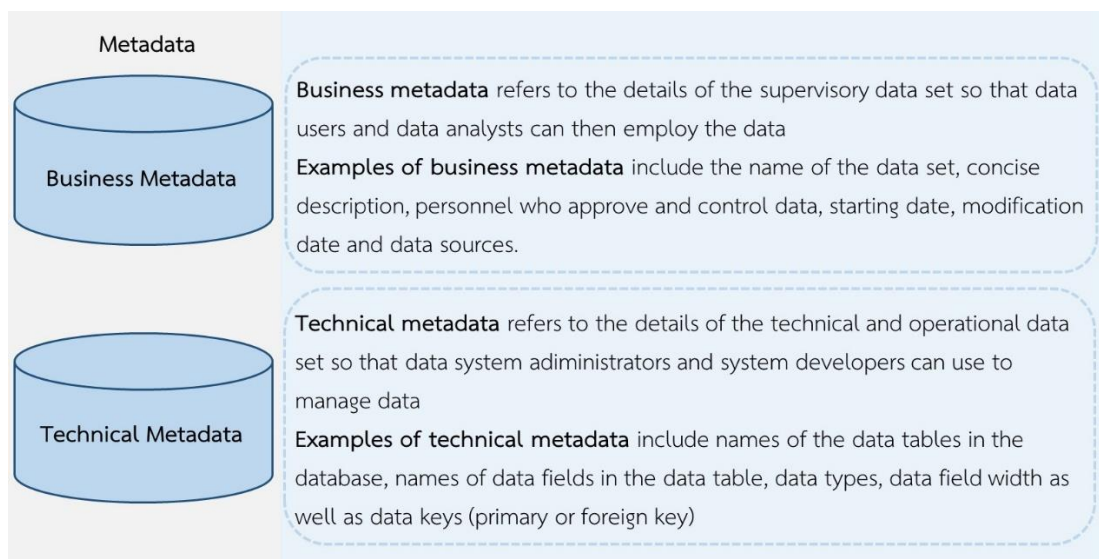 Metadata
Business Metadata
Business metadata refers to the details of the supervisory data set so that data
users and data analysts can then employ the data
Examples of business metadata include the name of the data set, concise
description, personnel who approve and control data, starting date, modification
date and data sources.
Technical Metadata
Technical metadata refers to the details of the technical and operational data
set so that data system adiministrators and system developers can use to
manage data
Examples of technical metadata include names of the data tables in the
database, names of data fields in the data table, data types, data field width as
well as data keys (primary or foreign key)